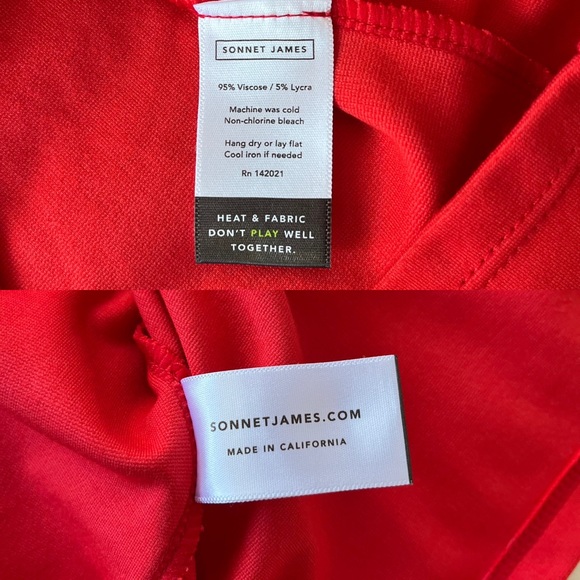 SONNET JAMES
95% Viscose / 5% Lycra
Machine was cold
Non-chlorine bleach
Hang dry or lay flat
Cool iron if needed
Rn 142021
HEAT & FABRIC
DON'T PLAY WELL
TOGETHER.
SONNETJAMES.COM
MADE IN CALIFORNIA